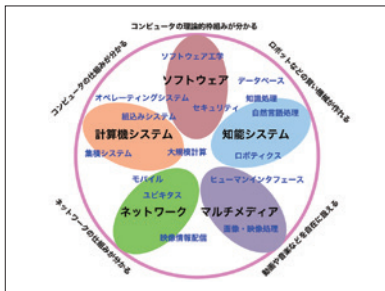 コンピュータの理論的枠組みが分かる
コンピュータの仕組みが分かる
ロボットなどの賢い機械が作れる
ソフトウェア工学
ソフトウェア
データベース
オペレーティングシステム
知識処理
セキュリティ
自然言語処理
組込みシステム
計算機システム
知能システム
集積システム
大規模計算
ロボティクス
モバイル
ヒューマンインタフェース
ユビキタス
ネットワーク
マルチメディア
画像・映像処理
映像情報配信
ネットワークの仕組みが分かる
動画や音楽などを自在に扱える